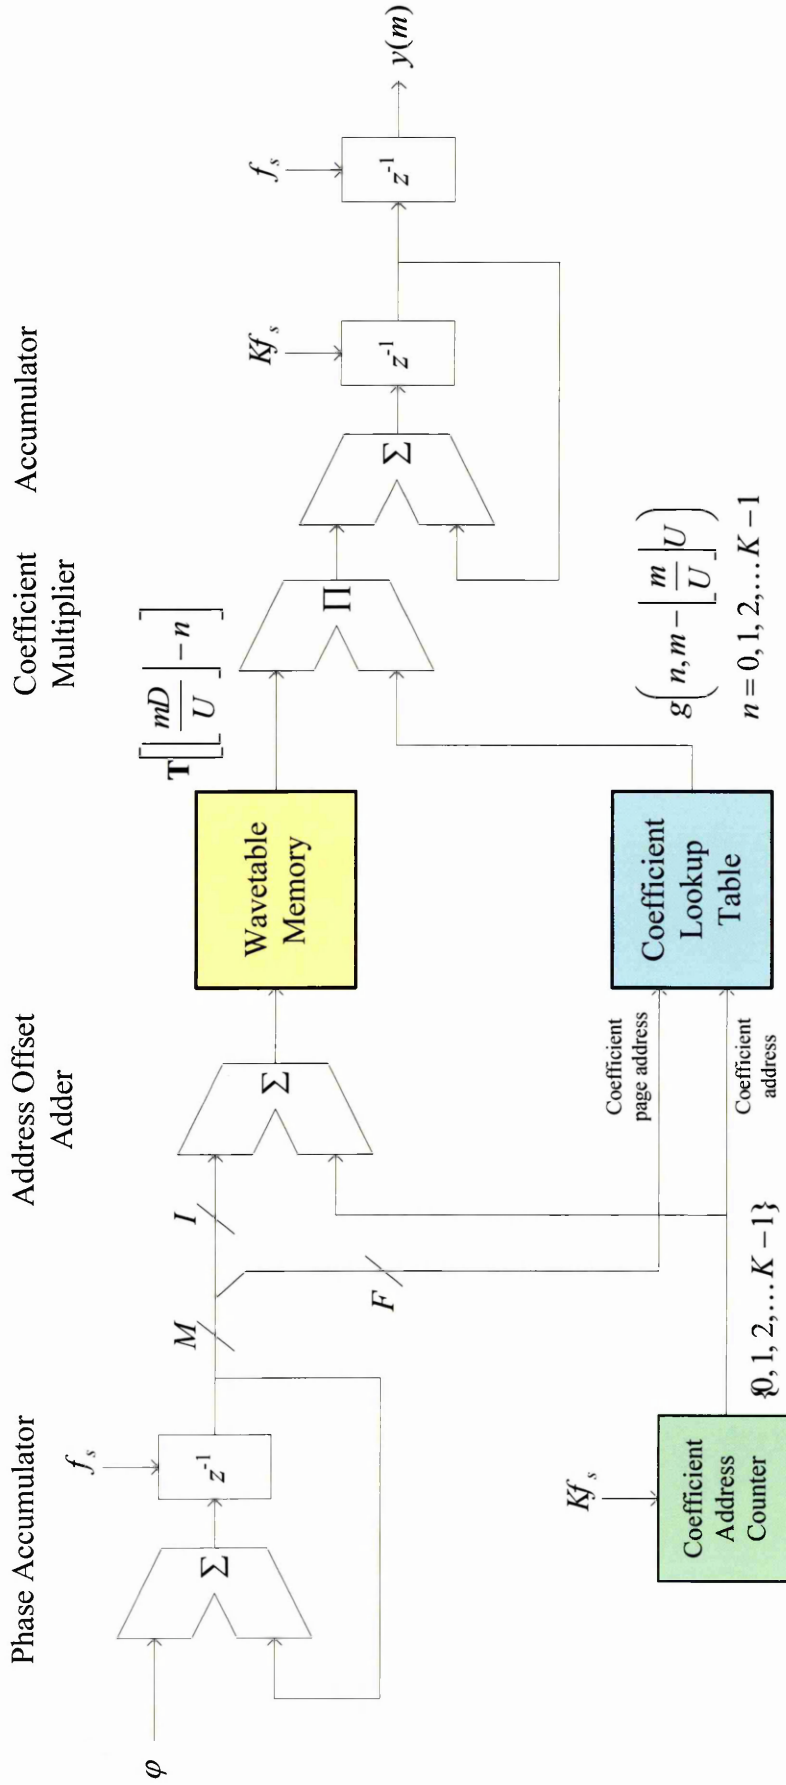 Phase Accumulator
Address Offset
Adder
Coefficient
Multiplier
Accumulator
φ
Σ
f_s
z^{-1}
M
I
F
Σ
Wavetable
Memory
T[⌊mD/U⌋ − n]
Π
Σ
Kf_s
z^{-1}
f_s
z^{-1}
y(m)
Kf_s
Coefficient
Address
Counter
{0, 1, 2, … K − 1}
Coefficient
page address
Coefficient
address
Coefficient
Lookup
Table
g(n, m − ⌊m/U⌋U)
n = 0, 1, 2, … K − 1